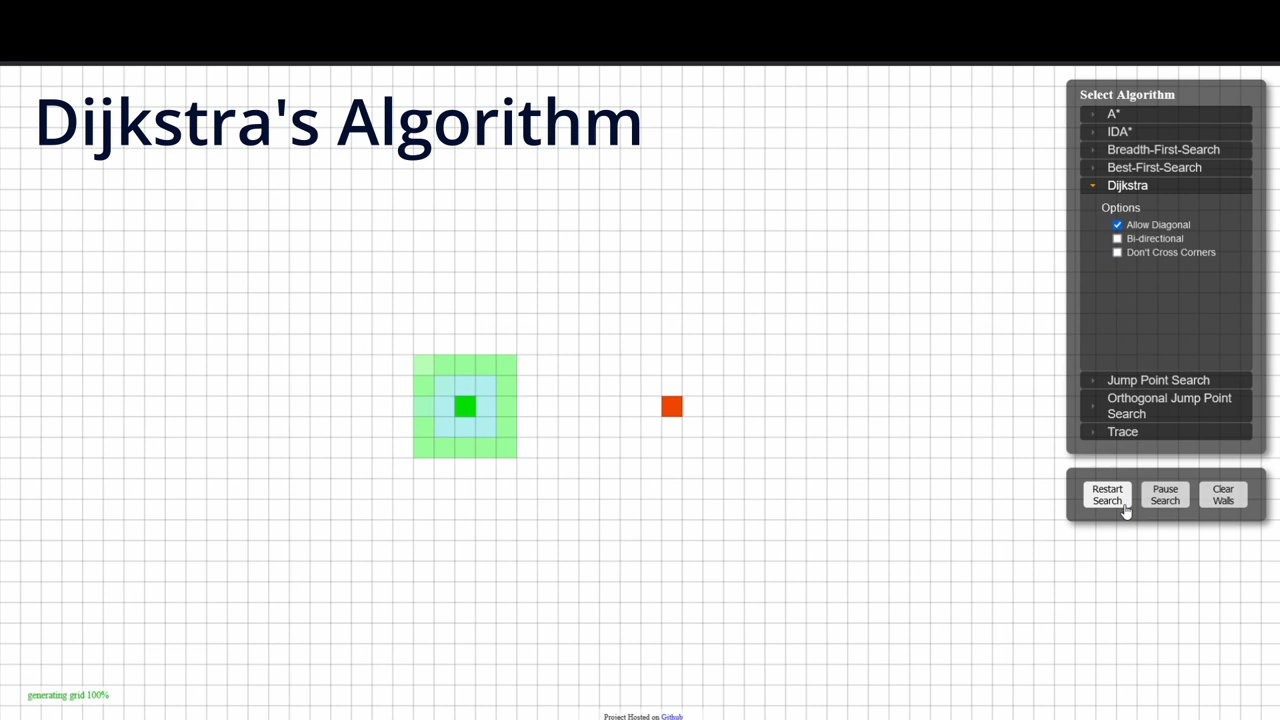 Dijkstra's Algorithm
Select Algorithm
A*
IDA*
Breadth-First-Search
Best-First-Search
Dijkstra
Options
Allow Diagonal
Bi-directional
Don't Cross Corners
Jump Point Search
Orthogonal Jump Point
Search
Trace
Restart
Search
Pause
Search
Clear
Walls
generating grid 100%
Project Hosted on Github